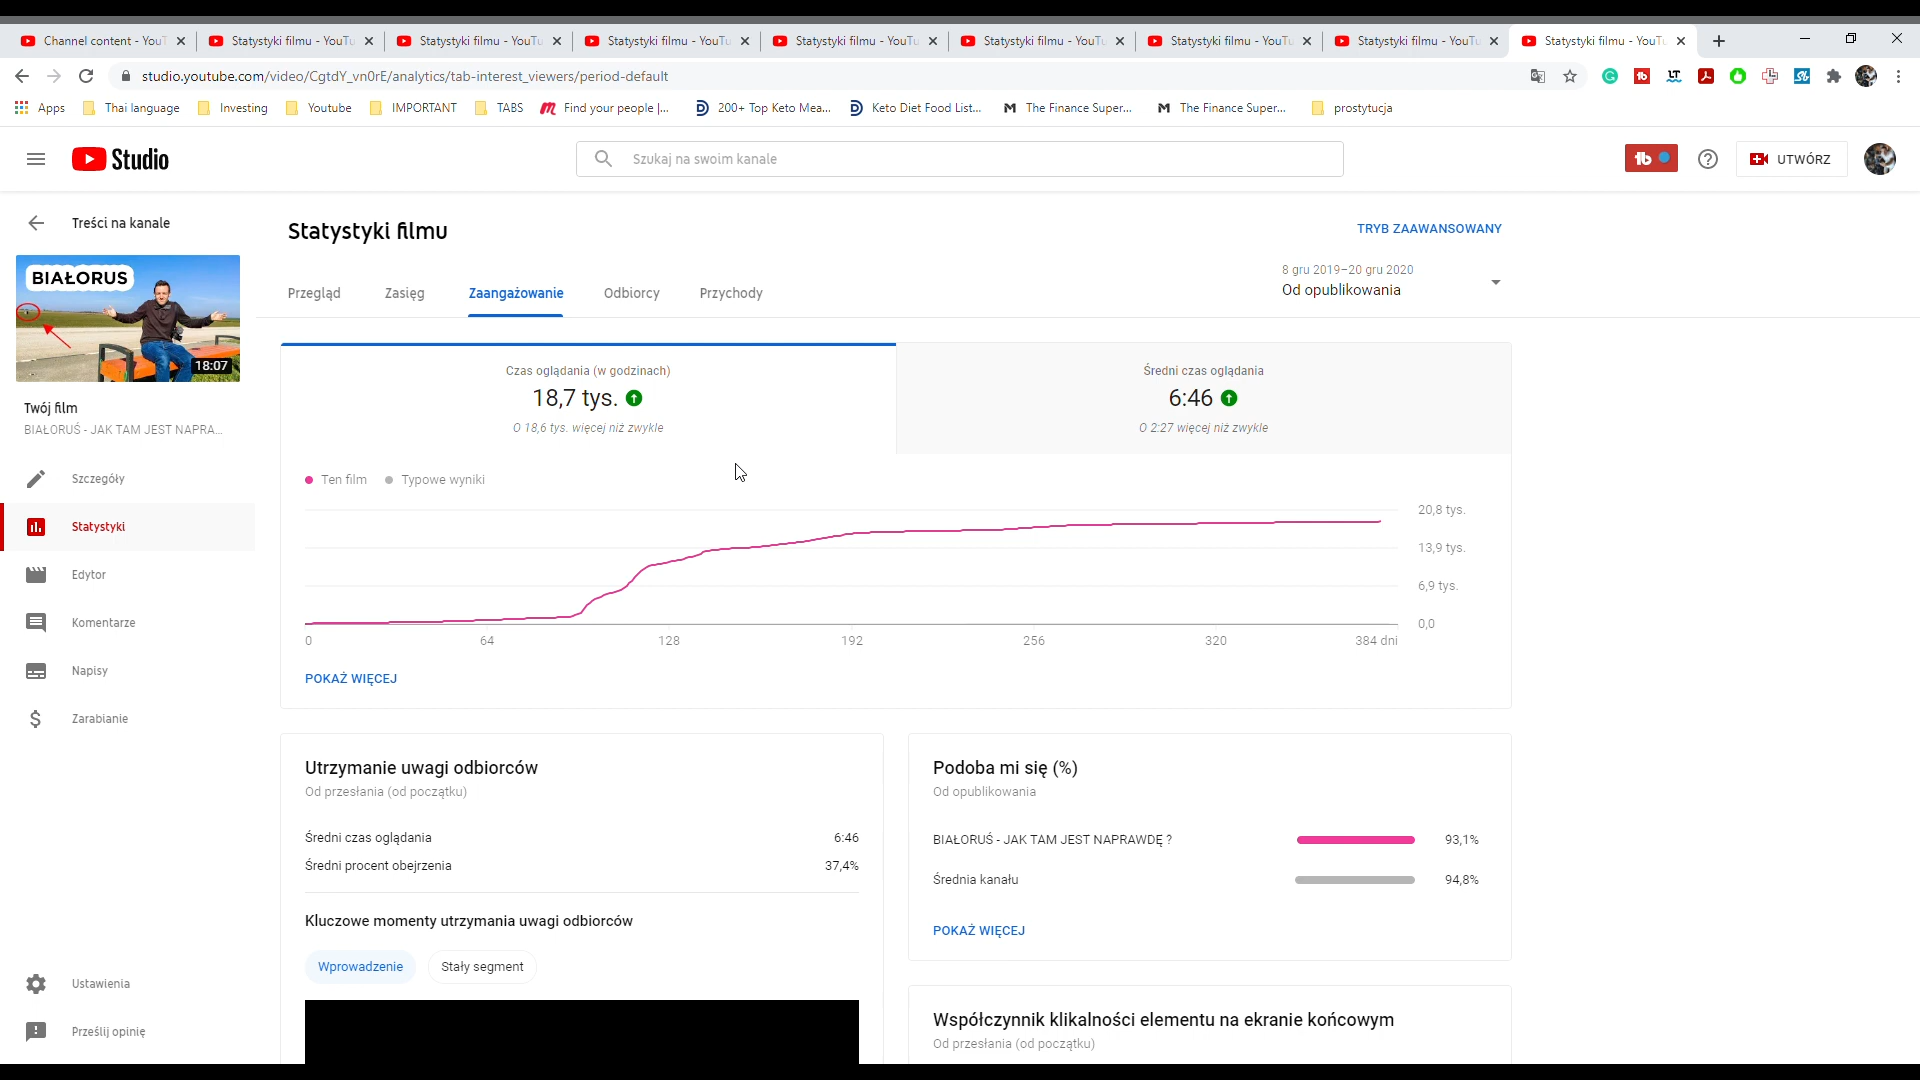 Channel content - YouT
Statystyki filmu - YouTu
Statystyki filmu - YouTu
Statystyki filmu - YouTu
Statystyki filmu - YouTu
Statystyki filmu - YouTu
Statystyki filmu - YouTu
Statystyki filmu - YouTu
Statystyki filmu - YouTu
studio.youtube.com/video/CgtdY_vn0rE/analytics/tab-interest_viewers/period-default
Apps
Thai language
Investing
Youtube
IMPORTANT
TABS
Find your people |...
200+ Top Keto Mea...
Keto Diet Food List...
The Finance Super...
The Finance Super...
prostytucja
Studio
Szukaj na swoim kanale
UTWÓRZ
Treści na kanale
BIAŁORUS
18:07
Twój film
BIAŁORUŚ - JAK TAM JEST NAPRA...
Szczegóły
Statystyki
Edytor
Komentarze
Napisy
Zarabianie
Ustawienia
Prześlij opinię
Statystyki filmu
TRYB ZAAWANSOWANY
Przegląd
Zasięg
Zaangażowanie
Odbiorcy
Przychody
8 gru 2019–20 gru 2020
Od opublikowania
Czas oglądania (w godzinach)
18,7 tys.
O 18,6 tys. więcej niż zwykle
Średni czas oglądania
6:46
O 2:27 więcej niż zwykle
Ten film
Typowe wyniki
20,8 tys.
13,9 tys.
6,9 tys.
0,0
0 64 128 192 256 320 384 dni
POKAŻ WIĘCEJ
Utrzymanie uwagi odbiorców
Od przesłania (od początku)
Średni czas oglądania 6:46
Średni procent obejrzenia 37,4%
Kluczowe momenty utrzymania uwagi odbiorców
Wprowadzenie
Stały segment
Podoba mi się (%)
Od opublikowania
BIAŁORUŚ - JAK TAM JEST NAPRAWDĘ ? 93,1%
Średnia kanału 94,8%
POKAŻ WIĘCEJ
Współczynnik klikalności elementu na ekranie końcowym
Od przesłania (od początku)